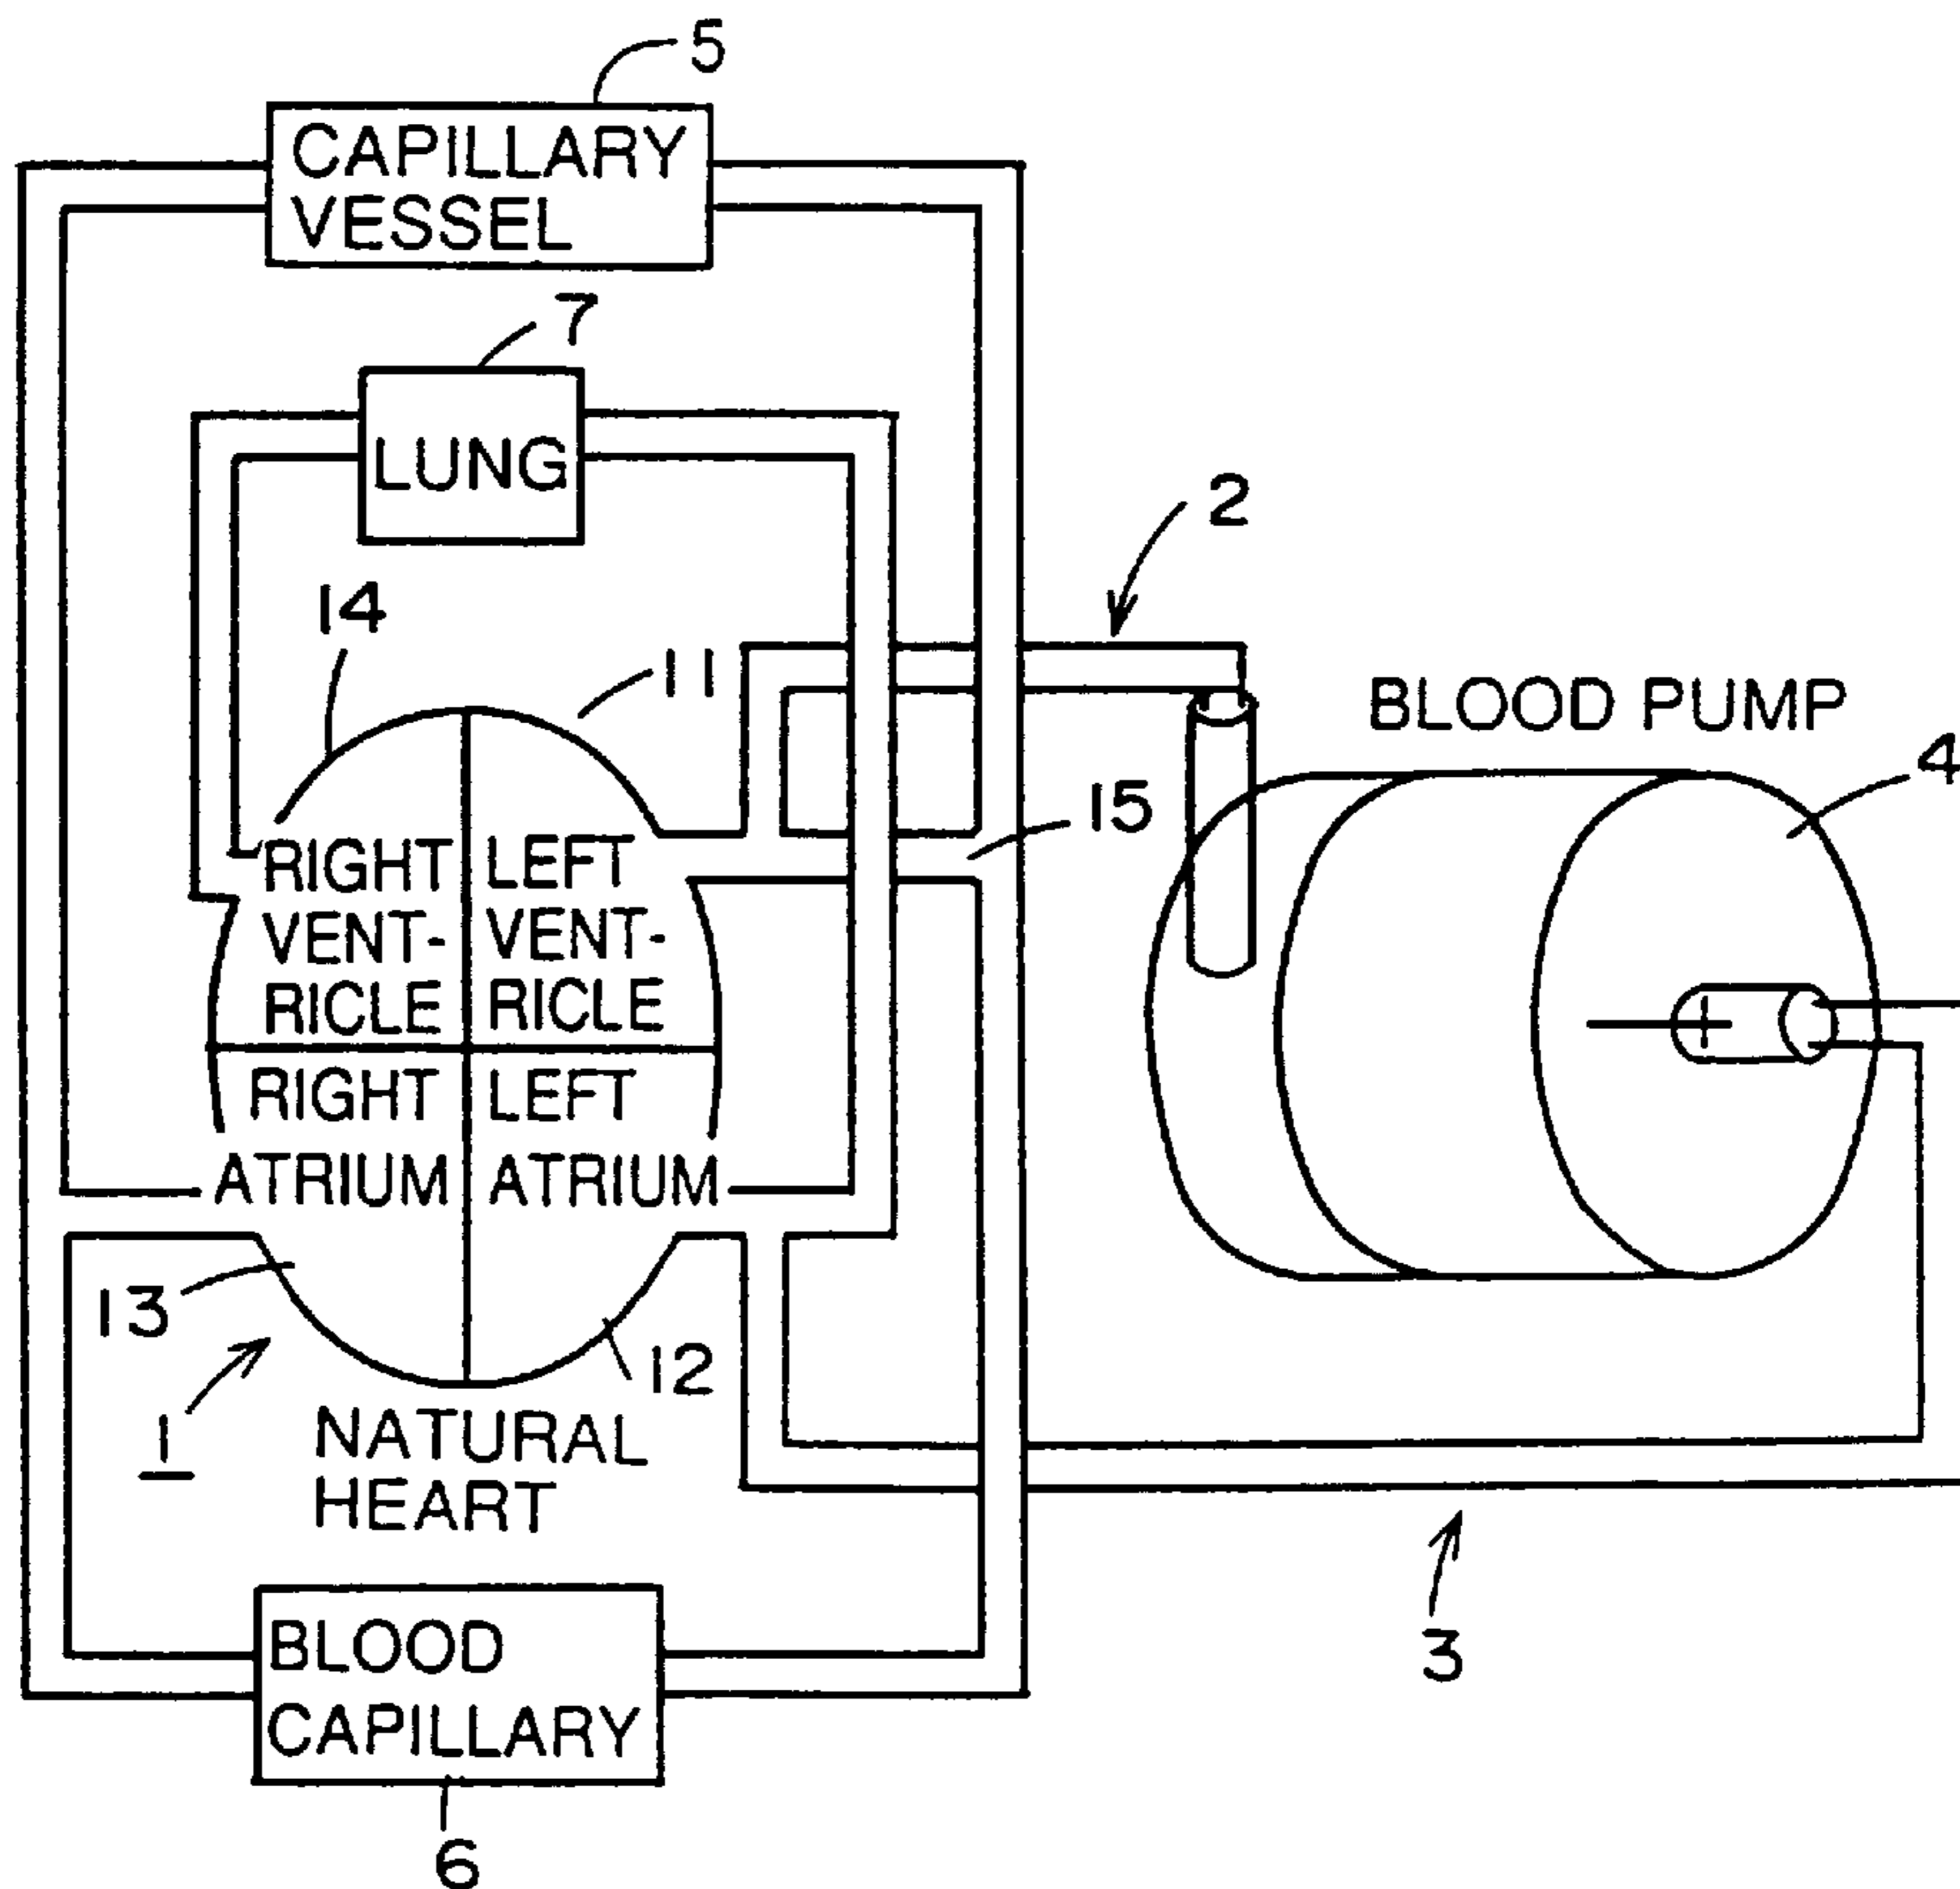 5
CAPILLARY
VESSEL
7
LUNG
2
14
11
BLOOD PUMP
4
15
RIGHT
VENT-
RICLE
LEFT
VENT-
RICLE
RIGHT
ATRIUM
LEFT
ATRIUM
13
12
1
NATURAL
HEART
3
BLOOD
CAPILLARY
6